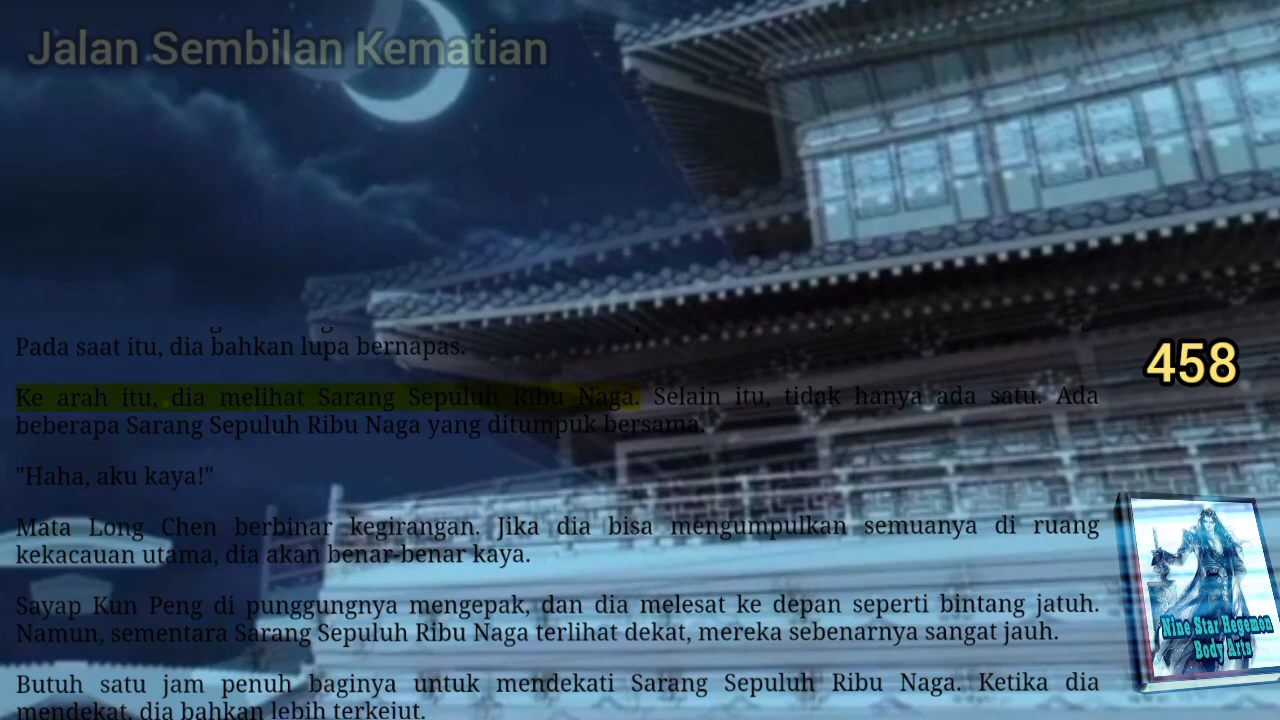 Jalan Sembilan Kematian
Pada saat itu, dia bahkan lupa bernapas.
458
Ke arah itu, dia melihat Sarang Sepuluh Ribu Naga. Selain itu, tidak hanya ada satu. Ada
beberapa Sarang Sepuluh Ribu Naga yang ditumpuk bersama.
"Haha, aku kaya!"
Mata Long Chen berbinar kegirangan. Jika dia bisa mengumpulkan semuanya di ruang
kekacauan utama, dia akan benar-benar kaya.
Sayap Kun Peng di punggungnya mengepak, dan dia melesat ke depan seperti bintang jatuh.
Namun, sementara Sarang Sepuluh Ribu Naga terlihat dekat, mereka sebenarnya sangat jauh.
Nine Star Hegemon
Body Arts
Butuh satu jam penuh baginya untuk mendekati Sarang Sepuluh Ribu Naga. Ketika dia
mendekat, dia bahkan lebih terkejut.